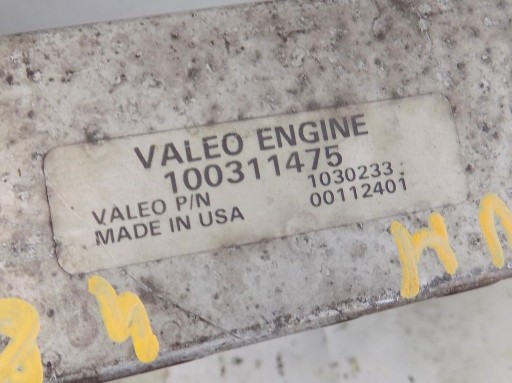 VALEO ENGINE
100311475
VALEO P/N 1030233
MADE IN USA 00112401